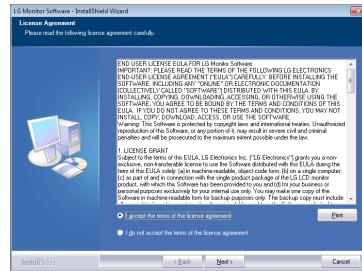 LG Monitor Software - InstallShield Wizard
License Agreement
Please read the following license agreement carefully.
END USER LICENSE EULA FOR LG Monitor Software
IMPORTANT: PLEASE READ THE TERMS OF THE FOLLOWING LG ELECTRONICS
END-USER LICENSE AGREEMENT ("EULA") CAREFULLY. BEFORE INSTALLING THE
SOFTWARE, INCLUDING ANY "ONLINE" OR ELECTRONIC DOCUMENTATION
(COLLECTIVELY CALLED "SOFTWARE") DISTRIBUTED WITH THIS EULA. BY
INSTALLING, COPYING, DOWNLOADING, ACCESSING, OR OTHERWISE USING THE
SOFTWARE, YOU AGREE TO BE BOUND BY THE TERMS AND CONDITIONS OF THIS
EULA. IF YOU DO NOT AGREE TO THESE TERMS AND CONDITIONS, YOU MAY NOT
INSTALL, COPY, DOWNLOAD, ACCESS, OR USE THE SOFTWARE.
Warning: This Software is protected by copyright laws and international treaties. Unauthorized
reproduction of this Software, or any portion of it, may result in severe civil and criminal
penalties and will be prosecuted to the maximum extent possible under the law.
1. LICENSE GRANT
Subject to the terms of this EULA, LG Electronics Inc. ("LG Electronics") grants you a non-
exclusive, non-transferable license to use the Software distributed with this EULA during the
term of this EULA solely: (a) in machine-readable, object-code form; (b) on a single computer;
(c) as part of and in connection with the single product package of the LG LCD monitor
product, with which this Software has been provided to you and (d) for your business or
personal purposes exclusively for your internal use only. You may make one copy of the
Software in machine-readable form for backup purposes only. The backup copy must include
I accept the terms of the license agreement
Print
I do not accept the terms of the license agreement
InstallShield
< Back
Next >
Cancel